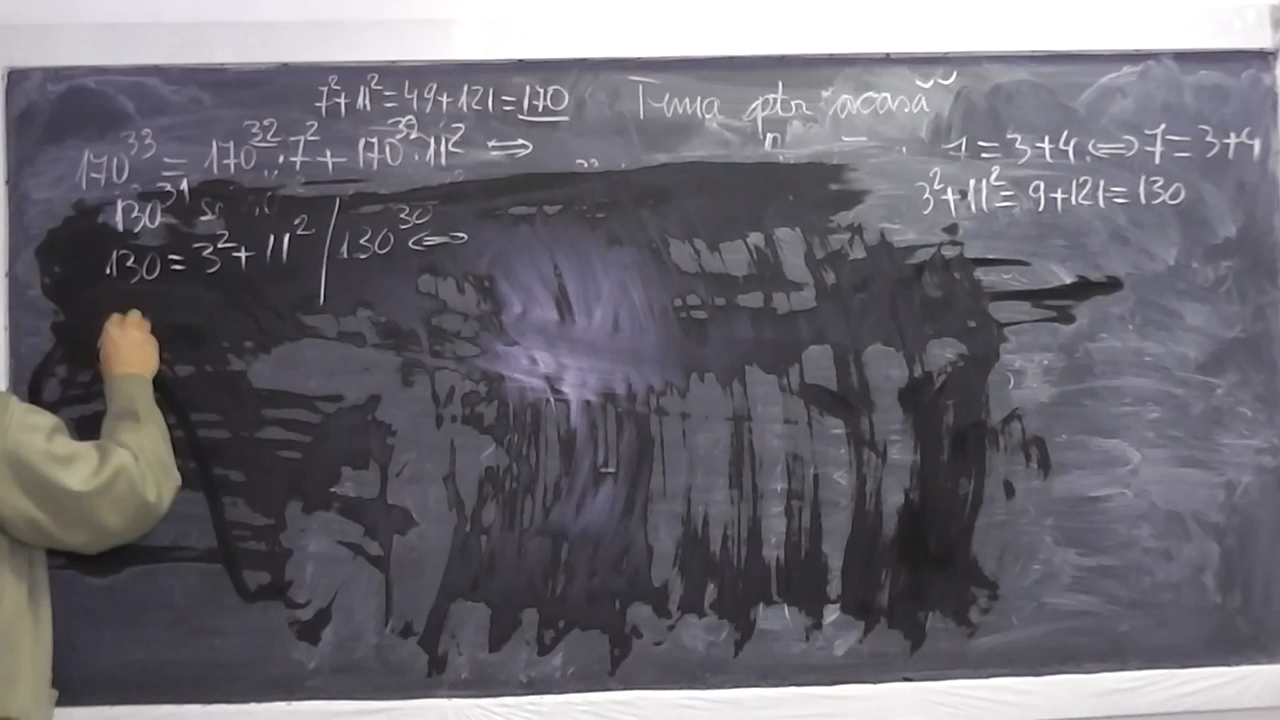 7²+11²=49+121=170
Tema ptr acasă
170³³=170³²·7²+170³²·11² ⇔
7=3+4 ⇔ 7=3+4
3²+11²=9+121=130
130³¹
130=3²+11² | 130³⁰ ⇔